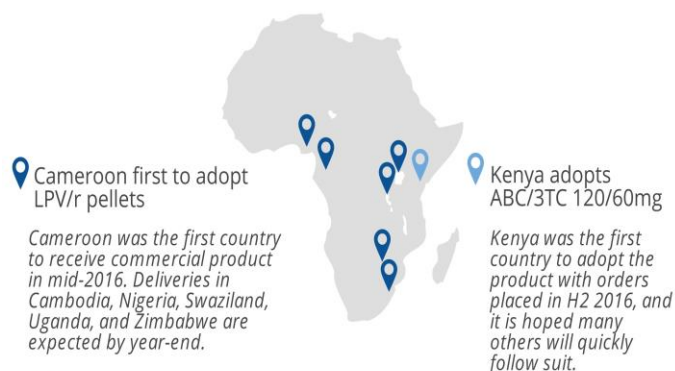 Cameroon first to adopt
LPV/r pellets
Cameroon was the first country
to receive commercial product
in mid-2016. Deliveries in
Cambodia, Nigeria, Swaziland,
Uganda, and Zimbabwe are
expected by year-end.
Kenya adopts
ABC/3TC 120/60mg
Kenya was the first
country to adopt the
product with orders
placed in H2 2016, and
it is hoped many
others will quickly
follow suit.